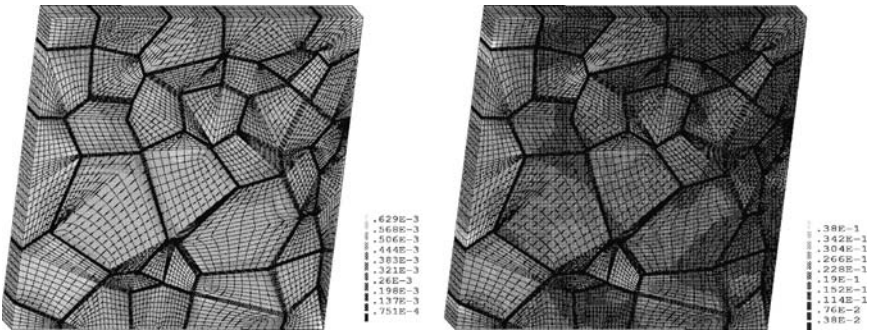 .629E-3
.568E-3
.506E-3
.444E-3
.383E-3
.321E-3
.26E-3
.198E-3
.137E-3
.751E-4
.38E-1
.342E-1
.304E-1
.266E-1
.228E-1
.19E-1
.152E-1
.114E-1
.76E-2
.38E-2